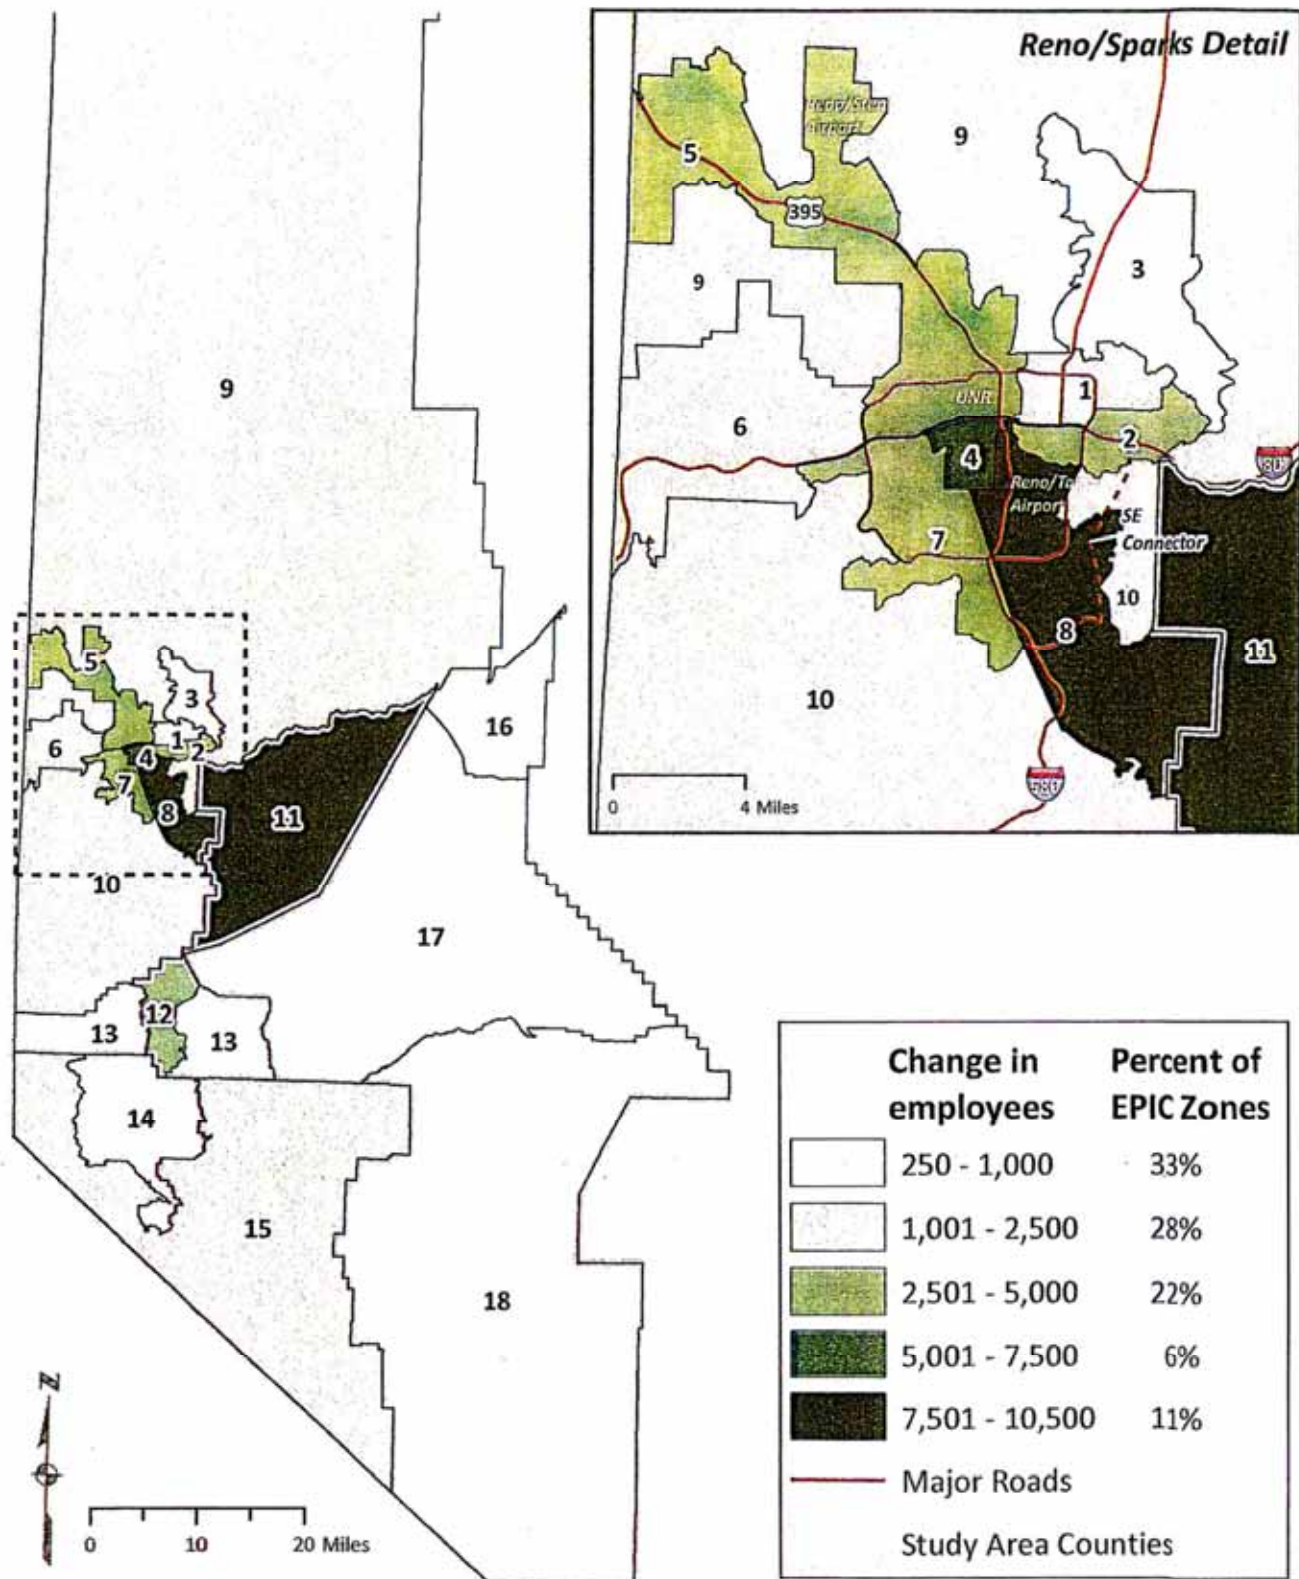 Reno/Sparks Detail
Reno/Stead
Airport
9
5
395
3
9
1
UNR
6
2
4
80
Reno/Ta
Airport
SE
Connector
7
10
8
11
10
0 4 Miles
9
5
3
16
1
6
2
4
7
8
11
10
17
12
13
13
14
15
18
0 10 20 Miles
Change in
employees
Percent of
EPIC Zones
250 - 1,000 33%
1,001 - 2,500 28%
2,501 - 5,000 22%
5,001 - 7,500 6%
7,501 - 10,500 11%
Major Roads
Study Area Counties